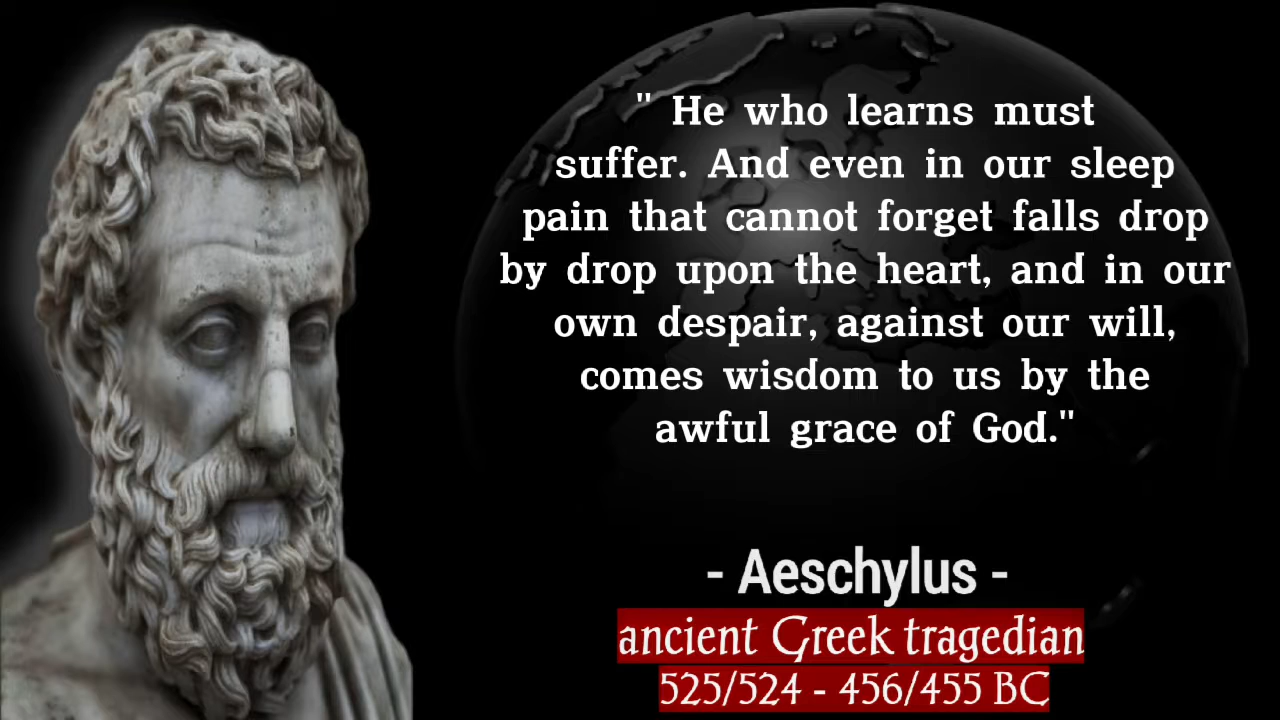 " He who learns must
suffer. And even in our sleep
pain that cannot forget falls drop
by drop upon the heart, and in our
own despair, against our will,
comes wisdom to us by the
awful grace of God."
- Aeschylus -
ancient Greek tragedian
525/524 - 456/455 BC